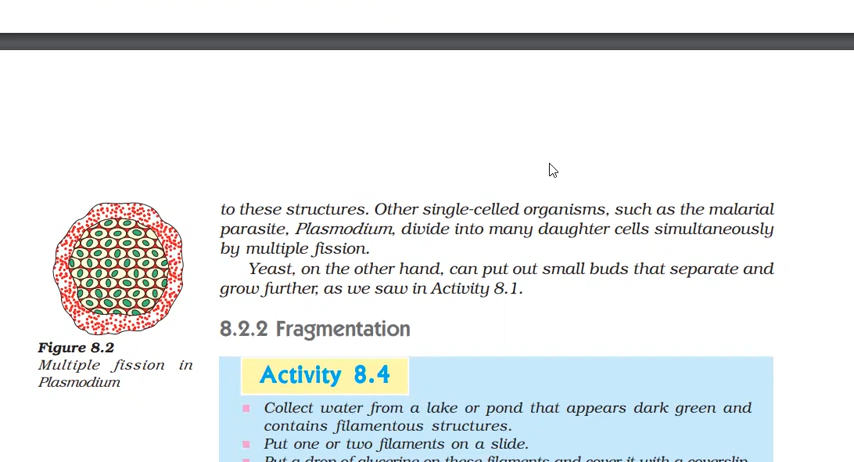 to these structures. Other single-celled organisms, such as the malarial
parasite, Plasmodium, divide into many daughter cells simultaneously
by multiple fission.
Yeast, on the other hand, can put out small buds that separate and
grow further, as we saw in Activity 8.1.
Figure 8.2
Multiple fission in
Plasmodium
8.2.2 Fragmentation
Activity 8.4
Collect water from a lake or pond that appears dark green and
contains filamentous structures.
Put one or two filaments on a slide.
Put a drop of glycerine on these filaments and cover it with a coverslip